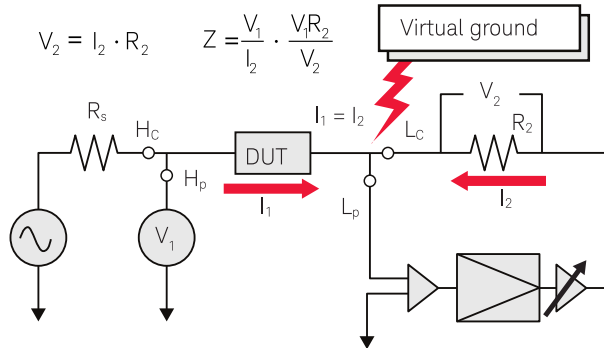 V₂ = I₂ · R₂
Z = V₁/I₂ · V₁R₂/V₂
Virtual ground
Rₛ
H_C
I₁ = I₂
L_C
V₂
R₂
DUT
H_p
I₁
L_p
I₂
V₁